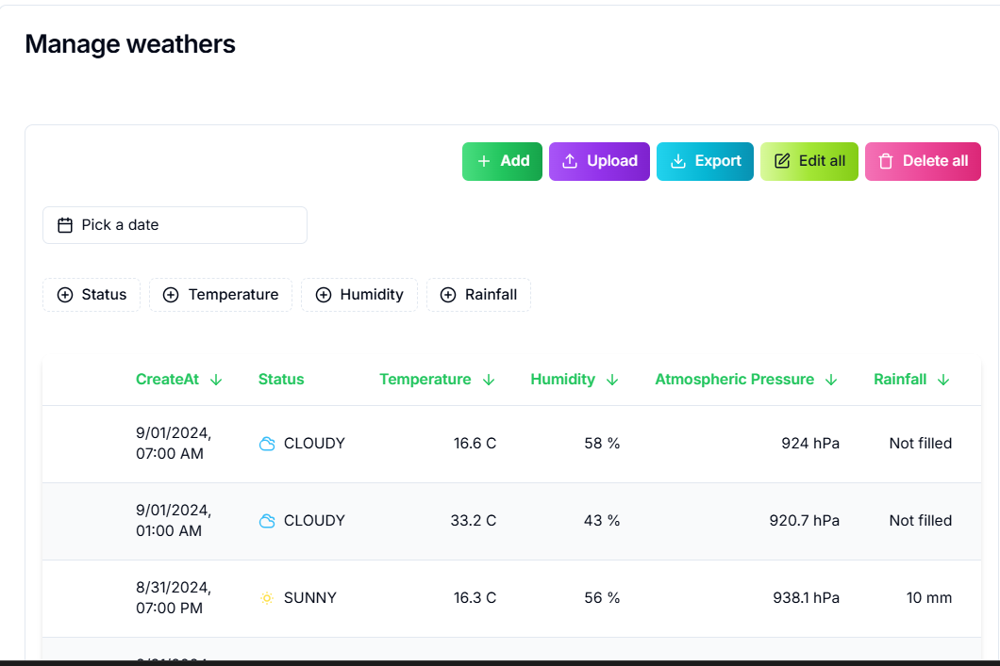 Manage weathers
Add Upload Export Edit all Delete all
Pick a date
Status Temperature Humidity Rainfall
CreateAt Status Temperature Humidity Atmospheric Pressure Rainfall
9/01/2024,
07:00 AM
CLOUDY 16.6 C 58 % 924 hPa Not filled
9/01/2024,
01:00 AM
CLOUDY 33.2 C 43 % 920.7 hPa Not filled
8/31/2024,
07:00 PM
SUNNY 16.3 C 56 % 938.1 hPa 10 mm